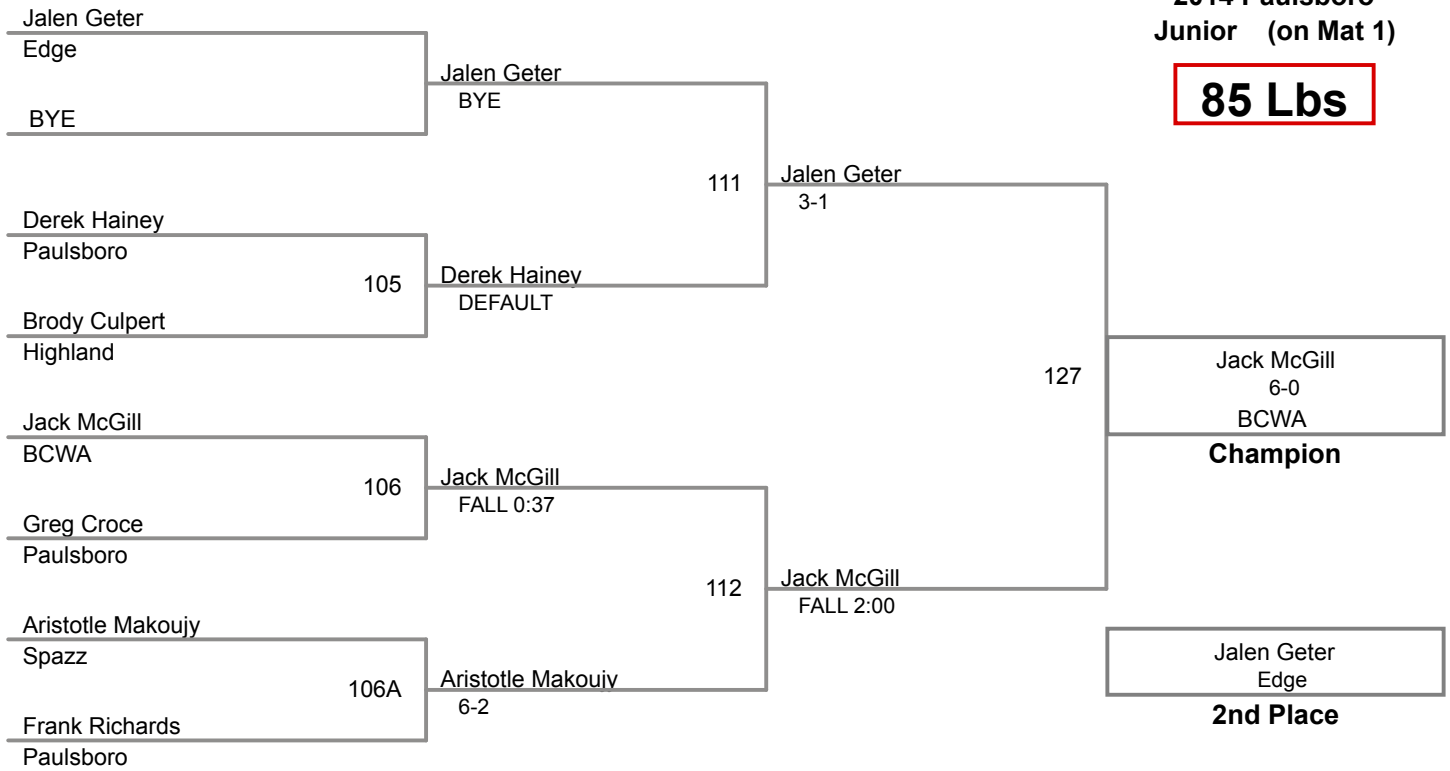 2014 Paulsboro
Junior (on Mat 1)
85 Lbs
Jalen Geter
Edge
BYE
Jalen Geter
BYE
Derek Hainey
Paulsboro
105
Brody Culpert
Highland
Derek Hainey
DEFAULT
111
Jalen Geter
3-1
Jack McGill
BCWA
106
Greg Croce
Paulsboro
Jack McGill
FALL 0:37
Aristotle Makoujy
Spazz
106A
Frank Richards
Paulsboro
Aristotle Makoujy
6-2
112
Jack McGill
FALL 2:00
127
Jack McGill
6-0
BCWA
Champion
Jalen Geter
Edge
2nd Place